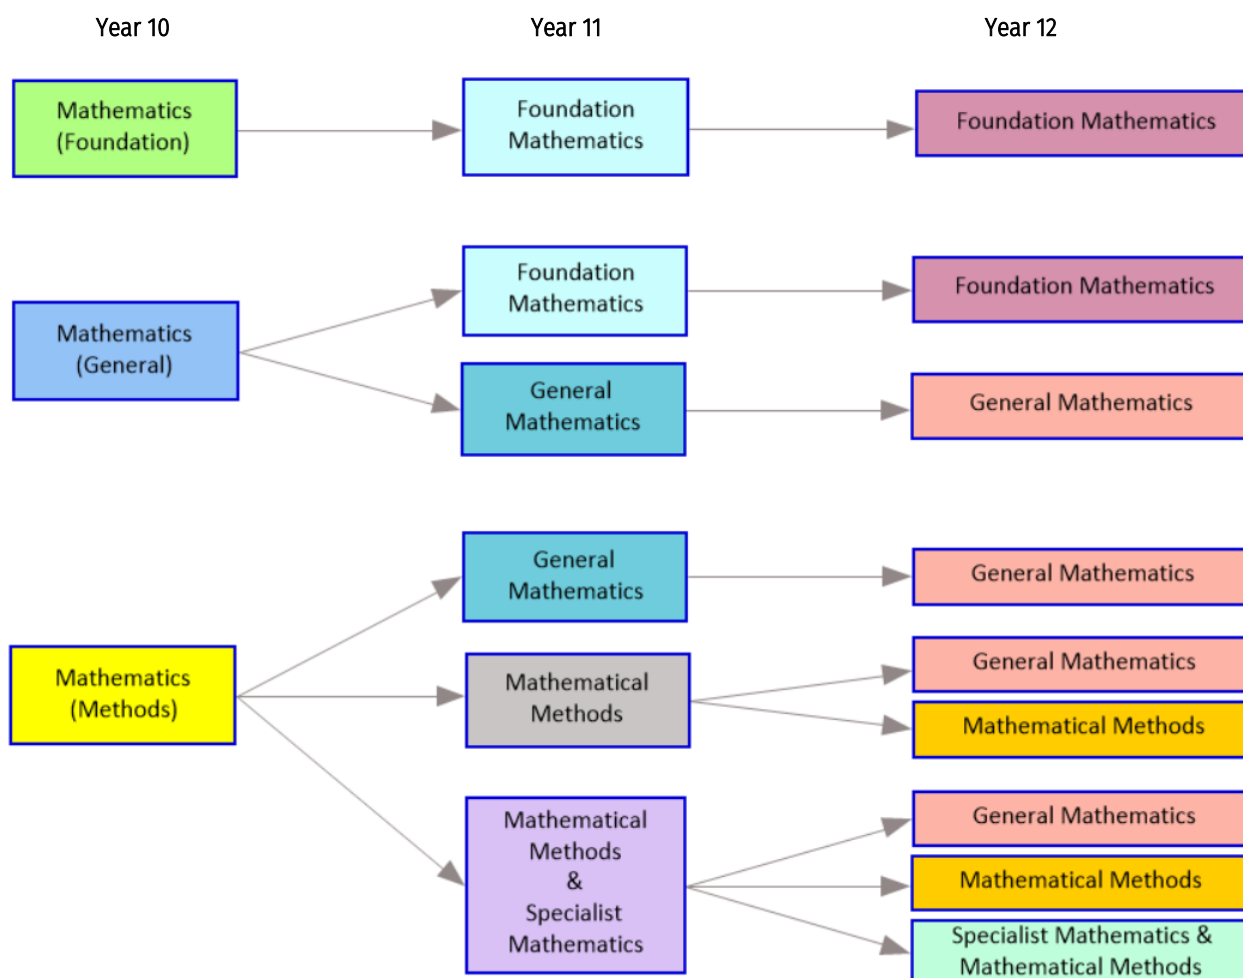 Year 10
Year 11
Year 12
Mathematics
(Foundation)
Foundation
Mathematics
Foundation Mathematics
Mathematics
(General)
Foundation
Mathematics
Foundation Mathematics
General
Mathematics
General Mathematics
Mathematics
(Methods)
General
Mathematics
General Mathematics
Mathematical
Methods
General Mathematics
Mathematical Methods
Mathematical
Methods
&
Specialist
Mathematics
General Mathematics
Mathematical Methods
Specialist Mathematics &
Mathematical Methods